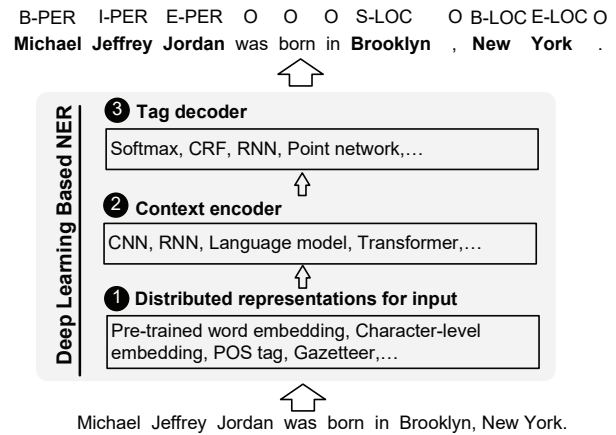 B-PER I-PER E-PER O O O S-LOC O B-LOC E-LOC O
Michael Jeffrey Jordan was born in Brooklyn , New York .
Deep Learning Based NER
3 Tag decoder
Softmax, CRF, RNN, Point network,…
2 Context encoder
CNN, RNN, Language model, Transformer,…
1 Distributed representations for input
Pre-trained word embedding, Character-level
embedding, POS tag, Gazetteer,…
Michael Jeffrey Jordan was born in Brooklyn, New York.